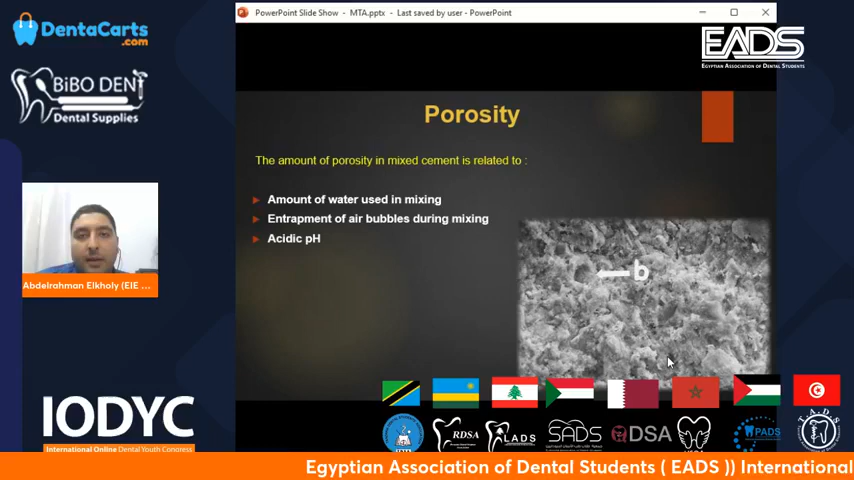 DentaCarts
.com
PowerPoint Slide Show - MTA.pptx - Last saved by user - PowerPoint
EADS
EGYPTIAN ASSOCIATION OF DENTAL STUDENTS
BiBO DENT
Dental Supplies
Porosity
The amount of porosity in mixed cement is related to :
Amount of water used in mixing
Entrapment of air bubbles during mixing
Acidic pH
b
Abdelrahman Elkholy (EIE ...
IODYC
International Online Dental Youth Congress
RDSA
LADS
SADS
QDSA
PADS
T.A.D.S
Egyptian Association of Dental Students ( EADS )) International